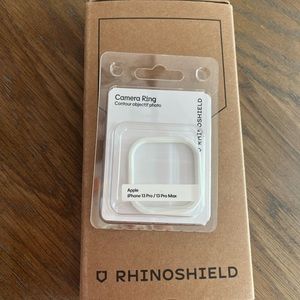 Camera Ring
Contour objectif photo
RHINOSHIELD
Apple
iPhone 13 Pro / 13 Pro Max
RHINOSHIELD